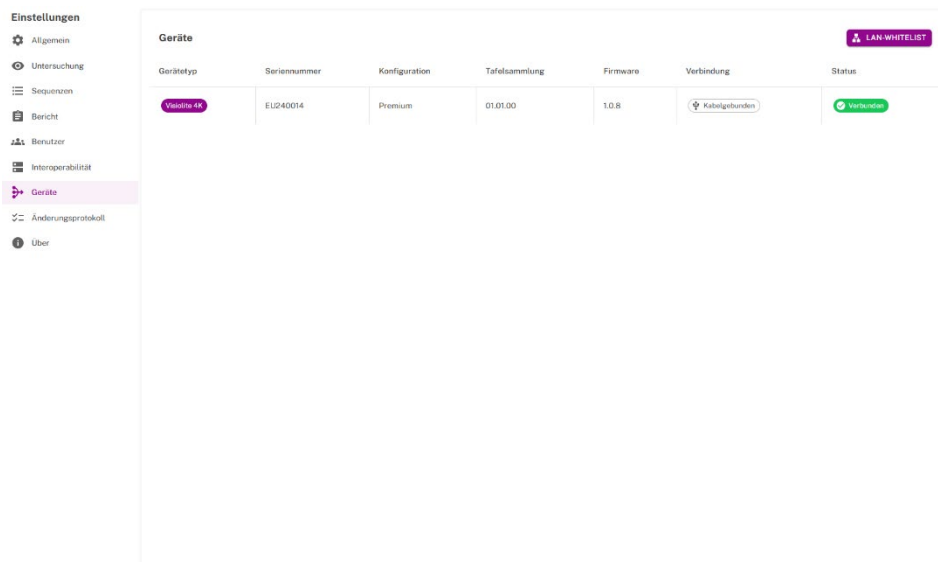 Einstellungen
Allgemein
Untersuchung
Sequenzen
Bericht
Benutzer
Interoperabilität
Geräte
Änderungsprotokoll
Über
Geräte
LAN-WHITELIST
Gerätetyp Seriennummer Konfiguration Tafelsammlung Firmware Verbindung Status
Visiolite 4K EU240014 Premium 01.01.00 1.0.8 Kabelgebunden Verbunden